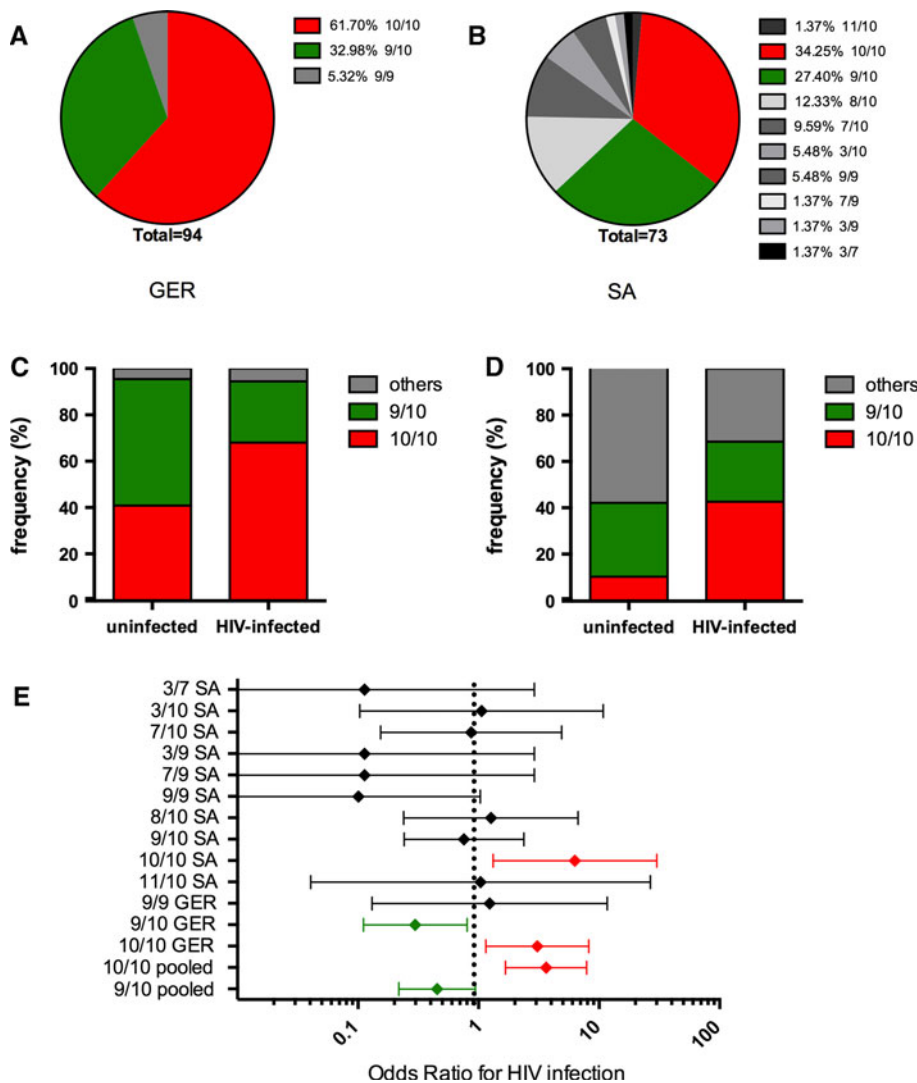 A
61.70% 10/10
32.98% 9/10
5.32% 9/9
Total=94
GER
B
1.37% 11/10
34.25% 10/10
27.40% 9/10
12.33% 8/10
9.59% 7/10
5.48% 3/10
5.48% 9/9
1.37% 7/9
1.37% 3/9
1.37% 3/7
Total=73
SA
C
frequency (%)
100
80
60
40
20
0
uninfected HIV-infected
others
9/10
10/10
D
frequency (%)
100
80
60
40
20
0
uninfected HIV-infected
others
9/10
10/10
E
3/7 SA
3/10 SA
7/10 SA
3/9 SA
7/9 SA
9/9 SA
8/10 SA
9/10 SA
10/10 SA
11/10 SA
9/9 GER
9/10 GER
10/10 GER
10/10 pooled
9/10 pooled
0.1 1 10 100
Odds Ratio for HIV infection